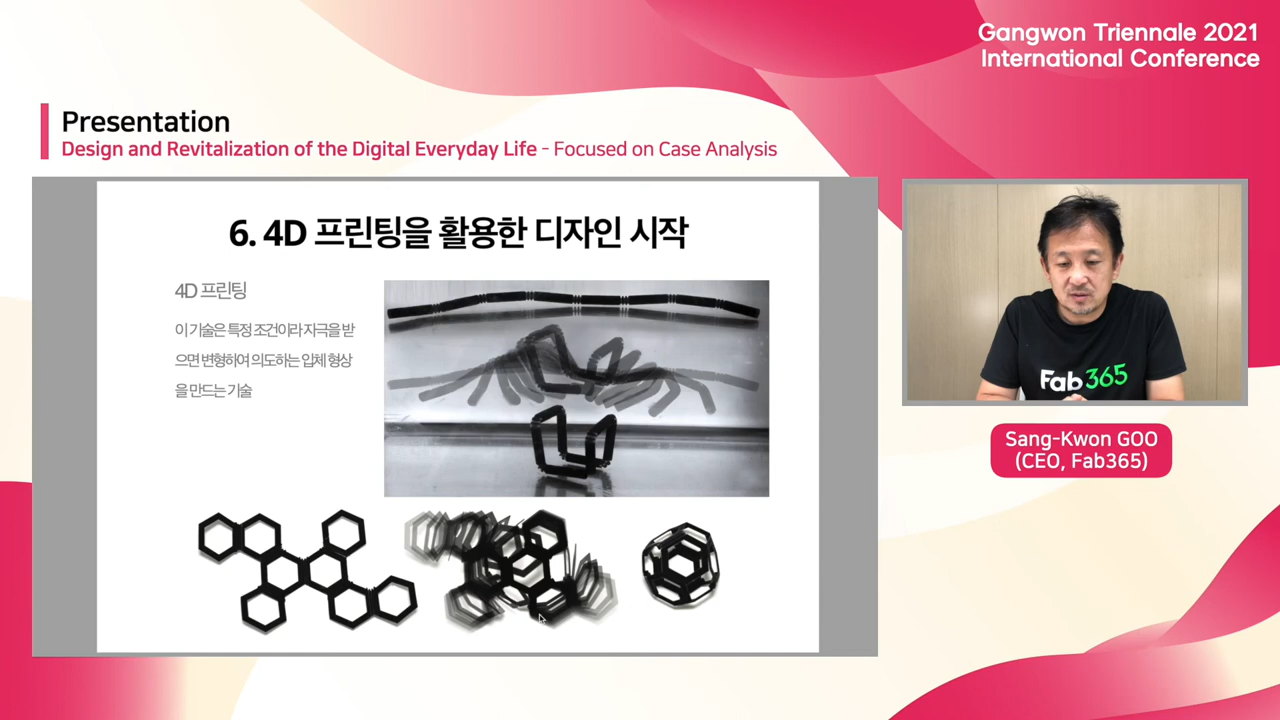 Gangwon Triennale 2021
International Conference
Presentation
Design and Revitalization of the Digital Everyday Life - Focused on Case Analysis
6. 4D 프린팅을 활용한 디자인 시작
4D 프린팅
이 기술은 특정 조건이라 자극을 받
으면 변형하여 의도하는 입체 형상
을 만드는 기술
Fab365
Sang-Kwon GOO
(CEO, Fab365)